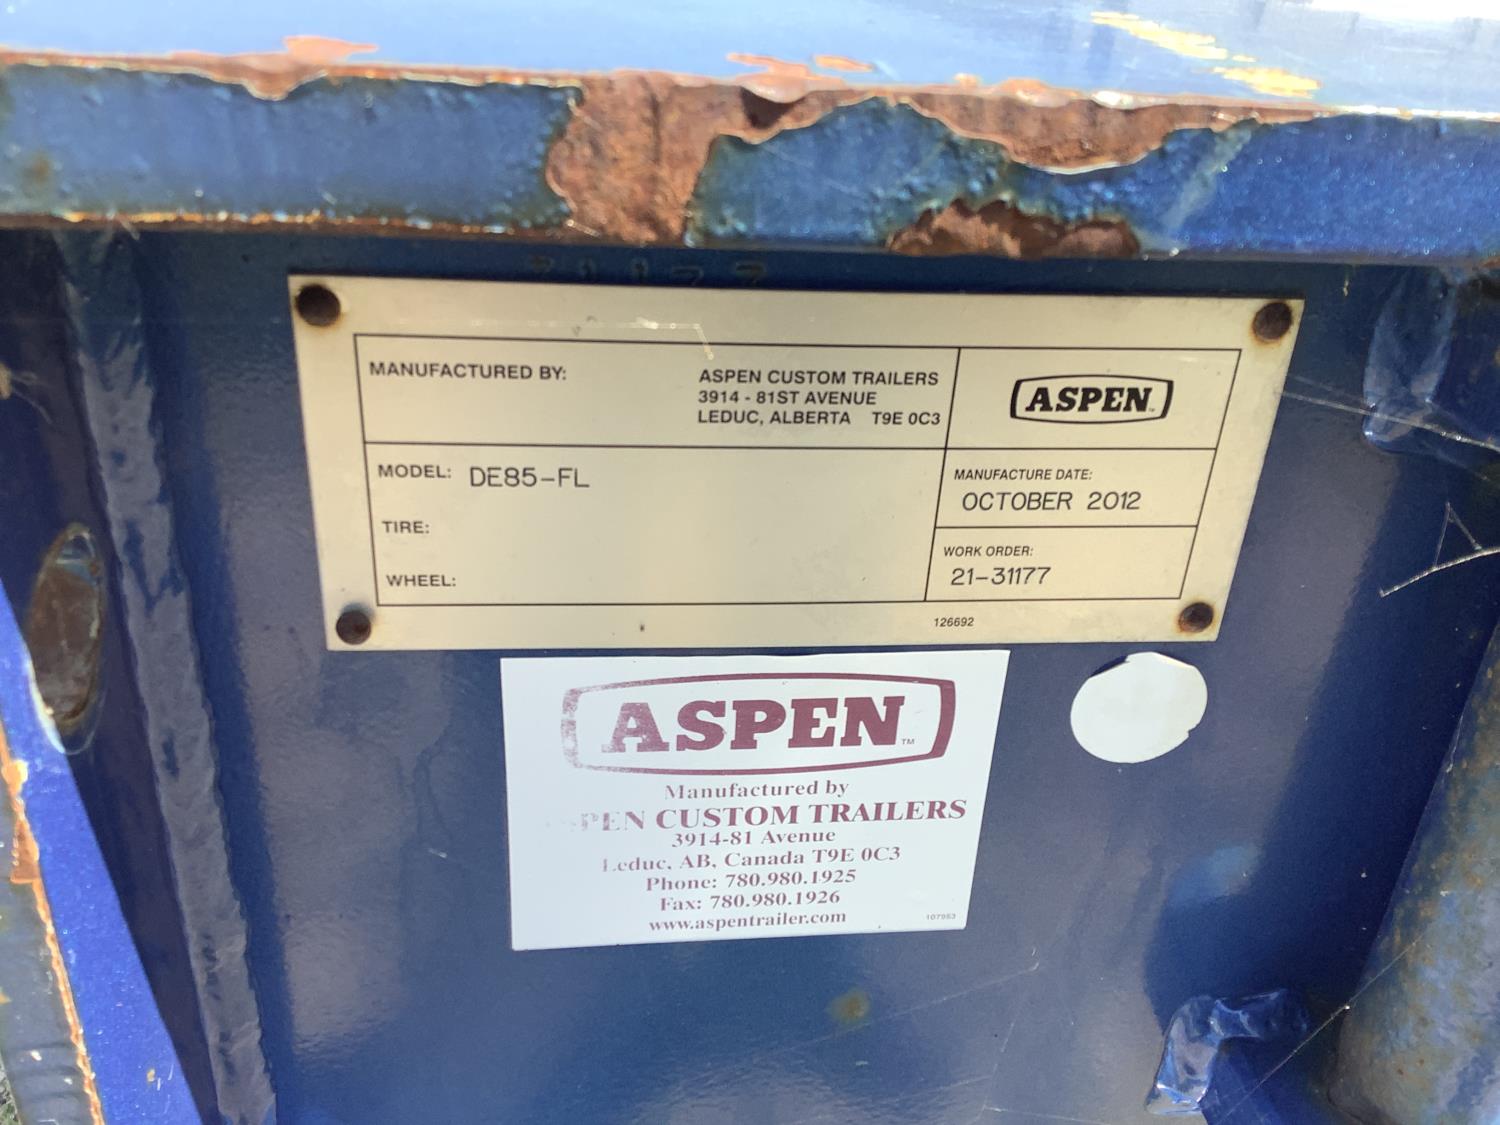 MANUFACTURED BY:
ASPEN CUSTOM TRAILERS
3914 - 81ST AVENUE
LEDUC, ALBERTA T9E 0C3
ASPEN
MODEL: DE85-FL
TIRE:
WHEEL:
MANUFACTURE DATE:
OCTOBER 2012
WORK ORDER:
21-31177
126692
ASPEN™
Manufactured by
PEN CUSTOM TRAILERS
3914-81 Avenue
Leduc, AB, Canada T9E 0C3
Phone: 780.980.1925
Fax: 780.980.1926
www.aspentrailer.com
107953